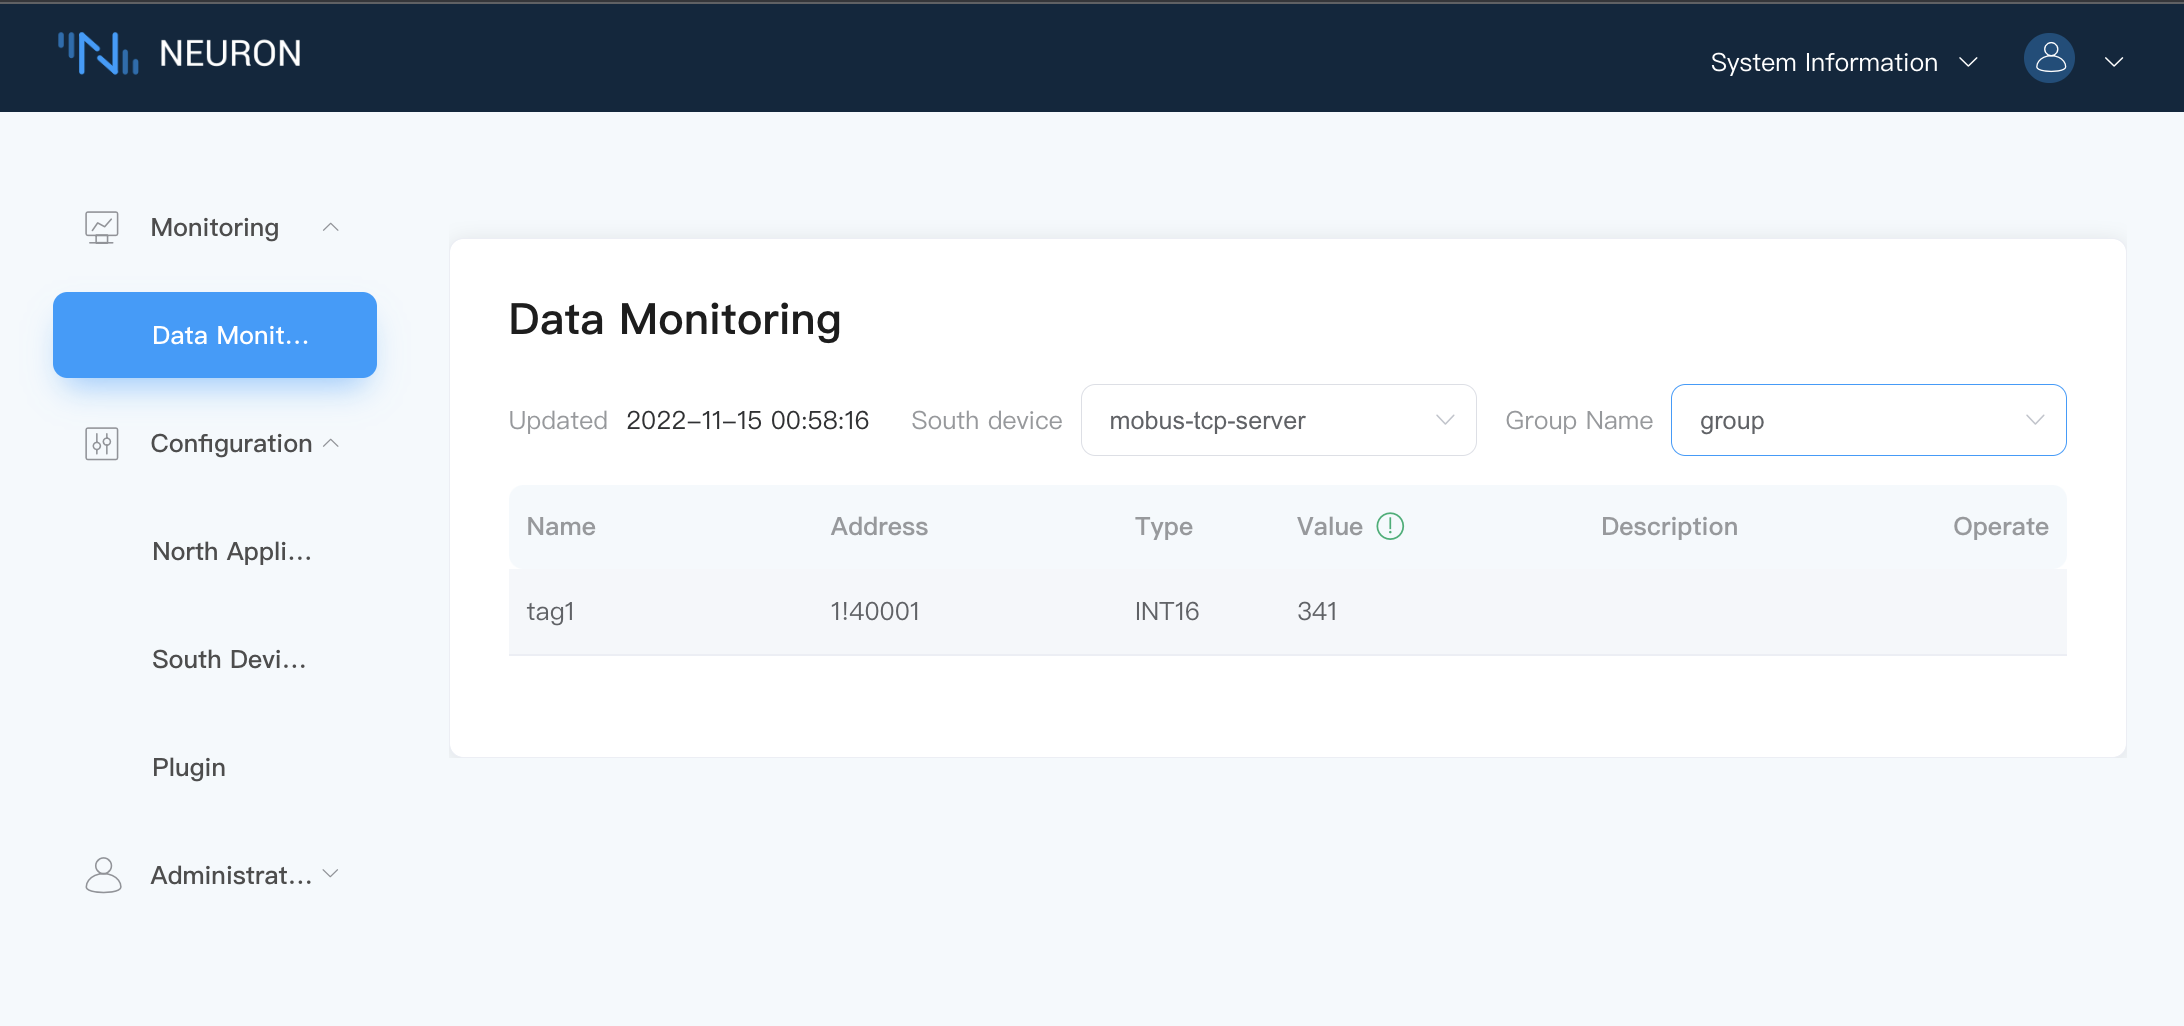 NEURON
System Information
Monitoring
Data Monit...
Configuration
North Appli...
South Devi...
Plugin
Administrat...
Data Monitoring
Updated 2022-11-15 00:58:16 South device mobus-tcp-server Group Name group
Name Address Type Value Description Operate
tag1 1!40001 INT16 341